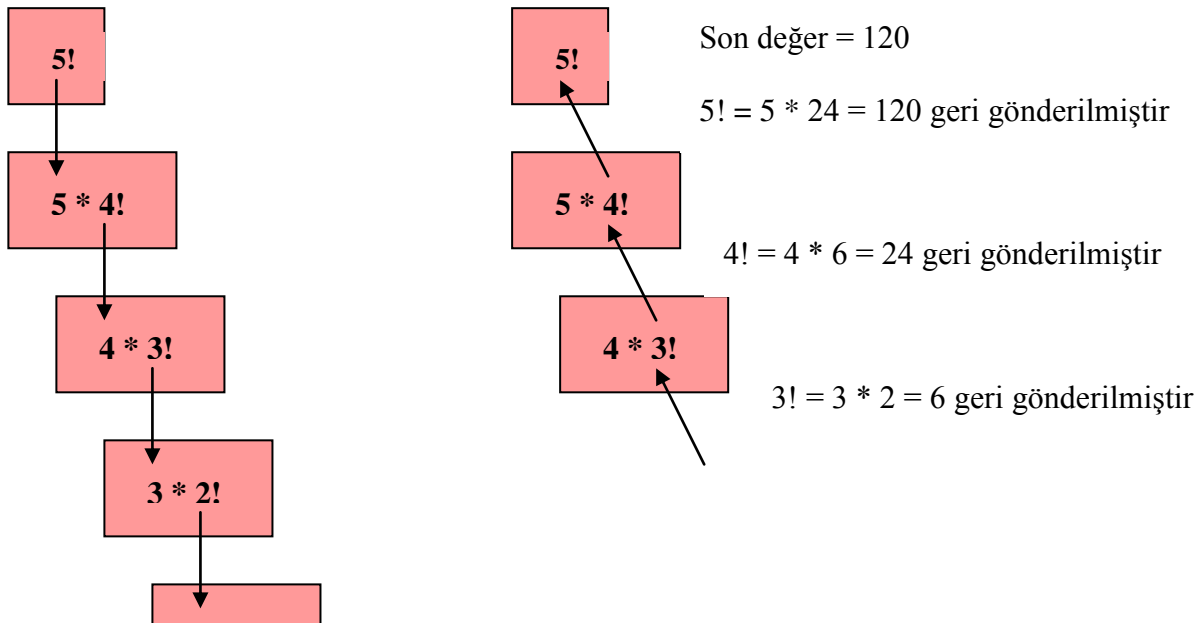 5!
5 * 4!
4 * 3!
3 * 2!
5!
5 * 4!
4 * 3!
Son değer = 120
5! = 5 * 24 = 120 geri gönderilmiştir
4! = 4 * 6 = 24 geri gönderilmiştir
3! = 3 * 2 = 6 geri gönderilmiştir